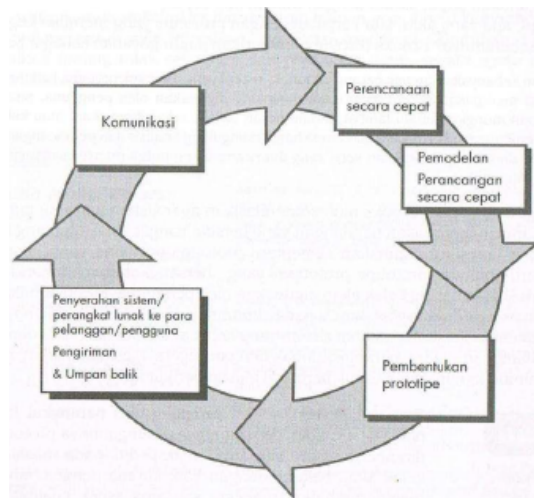 Komunikasi
Perencanaan
secara cepat
Pemodelan
Perancangan
secara cepat
Pembentukan
prototipe
Penyerahan sistem/
perangkat lunak ke para
pelanggan/pengguna
Pengiriman
& Umpan balik